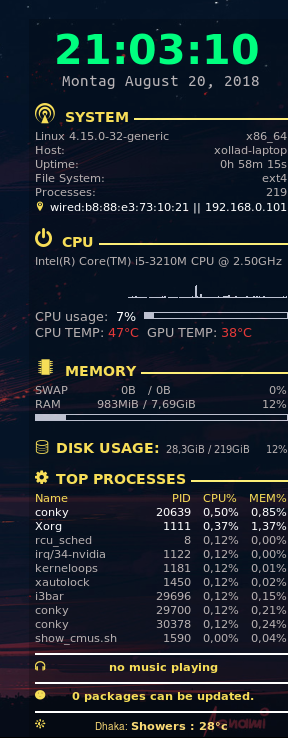 21:03:10
Montag August 20, 2018
SYSTEM
Linux 4.15.0-32-generic x86_64
Host: xollad-laptop
Uptime: 0h 58m 15s
File System: ext4
Processes: 219
wired:b8:88:e3:73:10:21 || 192.168.0.101
CPU
Intel(R) Core(TM) i5-3210M CPU @ 2.50GHz
CPU usage: 7%
CPU TEMP: 47°C GPU TEMP: 38°C
MEMORY
SWAP 0B / 0B 0%
RAM 983MiB / 7,69GiB 12%
DISK USAGE: 28,3GiB / 219GiB 12%
TOP PROCESSES
Name PID CPU% MEM%
conky 20639 0,50% 0,85%
Xorg 1111 0,37% 1,37%
rcu_sched 8 0,12% 0,00%
irq/34-nvidia 1122 0,12% 0,00%
kerneloops 1181 0,12% 0,01%
xautolock 1450 0,12% 0,02%
i3bar 29696 0,12% 0,15%
conky 29700 0,12% 0,21%
conky 30378 0,12% 0,24%
show_cmus.sh 1590 0,00% 0,04%
no music playing
0 packages can be updated.
Dhaka: Showers : 28°c